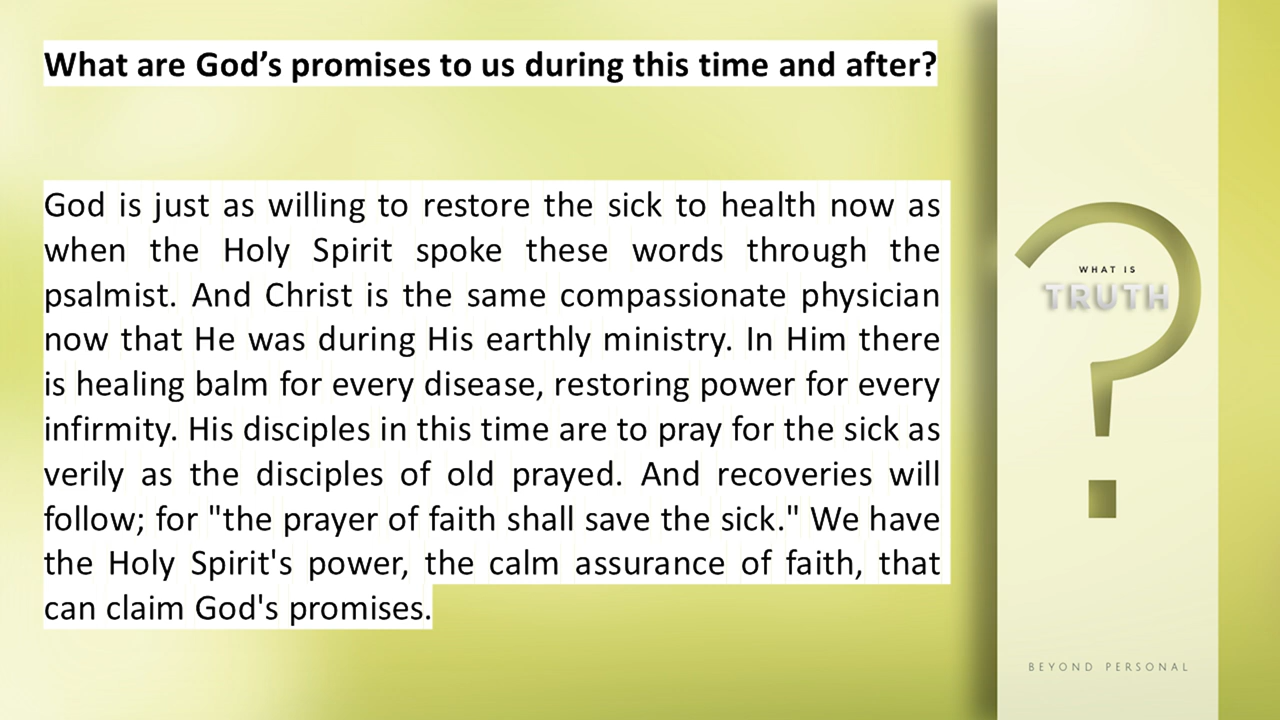 What are God’s promises to us during this time and after?
God is just as willing to restore the sick to health now as
when the Holy Spirit spoke these words through the
psalmist. And Christ is the same compassionate physician
now that He was during His earthly ministry. In Him there
is healing balm for every disease, restoring power for every
infirmity. His disciples in this time are to pray for the sick as
verily as the disciples of old prayed. And recoveries will
follow; for "the prayer of faith shall save the sick." We have
the Holy Spirit's power, the calm assurance of faith, that
can claim God's promises.
WHAT IS
TRUTH
?
BEYOND PERSONAL